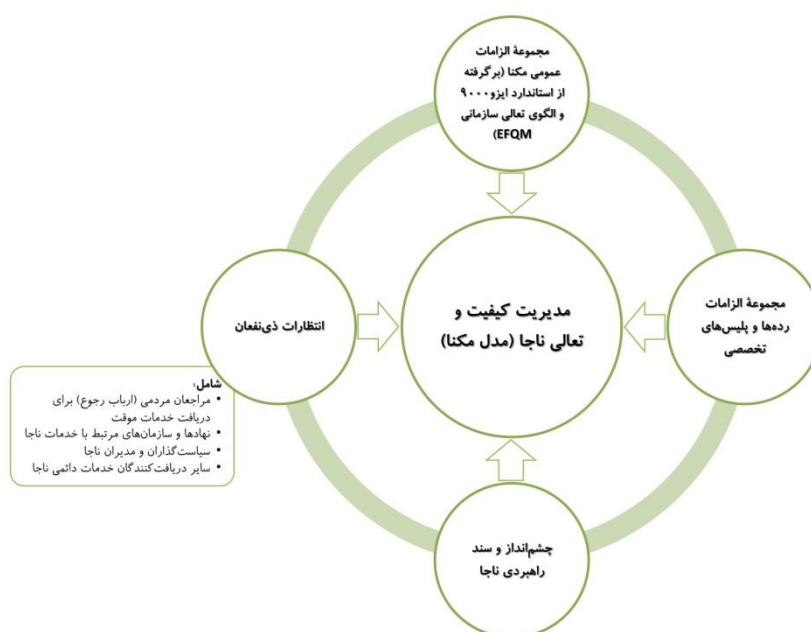 مجموعۀ الزامات
عمومی مکنا (برگرفته
از استاندارد ایزو۹۰۰۰
و الگوی تعالی سازمانی
EFQM)
مجموعۀ الزامات
رده‌ها و پلیس‌های
تخصصی
مدیریت کیفیت و
تعالی ناجا (مدل مکنا)
انتظارات ذی‌نفعان
شامل:
• مراجعان مردمی (ارباب رجوع) برای
دریافت خدمات موقت
• نهادها و سازمان‌های مرتبط با خدمات ناجا
• سیاست‌گذاران و مدیران ناجا
• سایر دریافت‌کنندگان خدمات دائمی ناجا
چشم‌انداز و سند
راهبردی ناجا